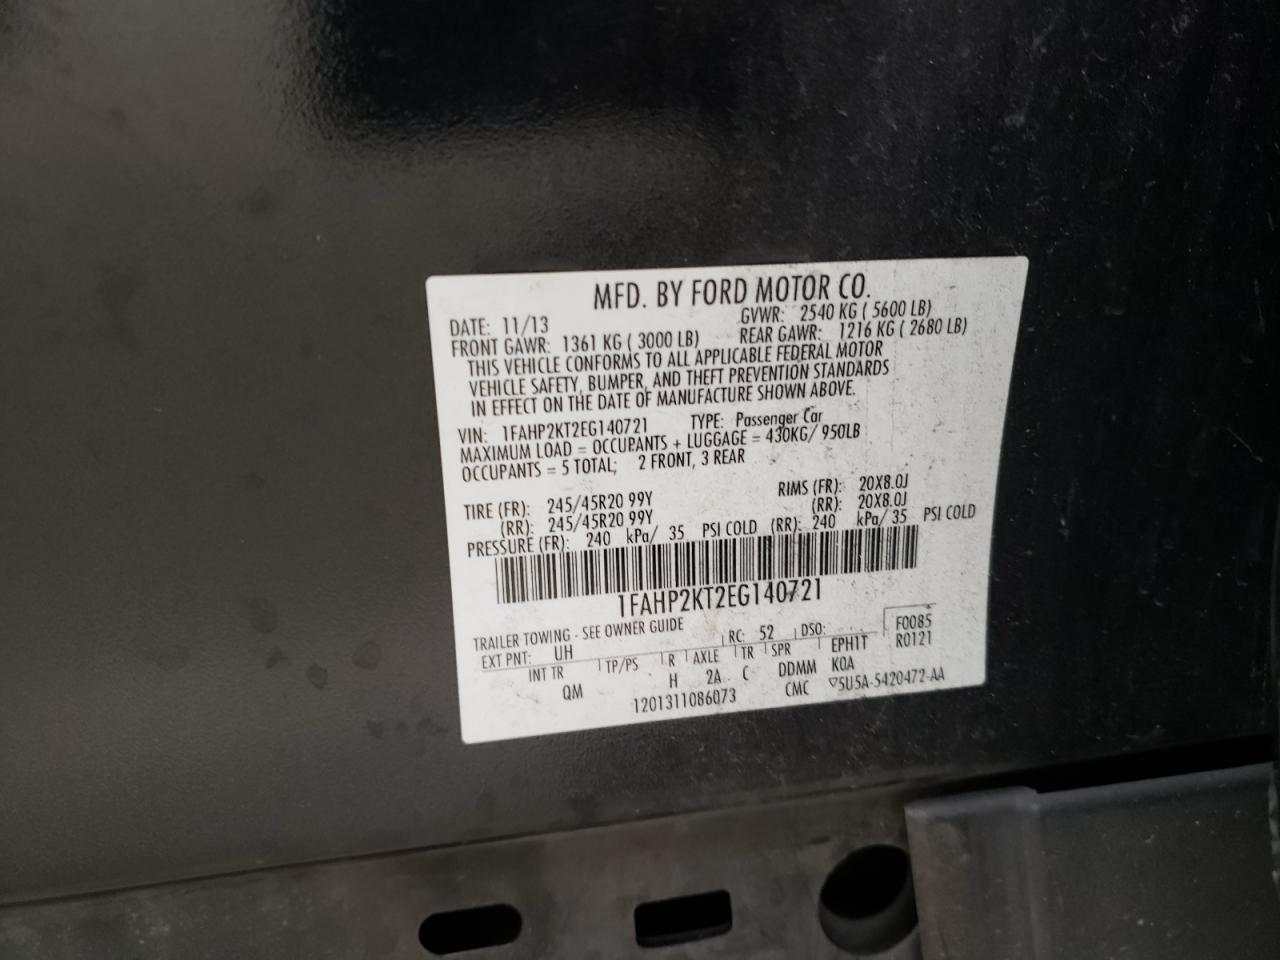 MFD. BY FORD MOTOR CO.
DATE: 11/13 GVWR: 2540 KG ( 5600 LB)
FRONT GAWR: 1361 KG ( 3000 LB) REAR GAWR: 1216 KG ( 2680 LB)
THIS VEHICLE CONFORMS TO ALL APPLICABLE FEDERAL MOTOR
VEHICLE SAFETY, BUMPER, AND THEFT PREVENTION STANDARDS
IN EFFECT ON THE DATE OF MANUFACTURE SHOWN ABOVE.
VIN: 1FAHP2KT2EG140721 TYPE: Passenger Car
MAXIMUM LOAD = OCCUPANTS + LUGGAGE = 430KG/ 950LB
OCCUPANTS = 5 TOTAL; 2 FRONT, 3 REAR
TIRE (FR): 245/45R20 99Y RIMS (FR): 20X8.0J
(RR): 245/45R20 99Y (RR): 20X8.0J
PRESSURE (FR): 240 kPa/ 35 PSI COLD (RR): 240 kPa/ 35 PSI COLD
1FAHP2KT2EG140721
TRAILER TOWING - SEE OWNER GUIDE
EXT PNT: UH RC: 52 DSO: F0085
INT TR TP/PS R AXLE TR SPR EPH1T R0121
QM H 2A C DDMM K0A
1201311086073 CMC ▽5U5A-5420472-AA